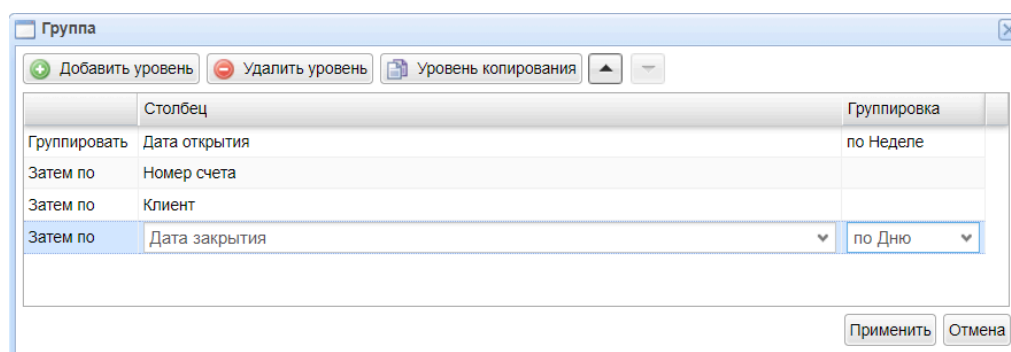 Группа
Добавить уровень Удалить уровень Уровень копирования
Столбец Группировка
Группировать Дата открытия по Неделе
Затем по Номер счета
Затем по Клиент
Затем по Дата закрытия по Дню
Применить Отмена